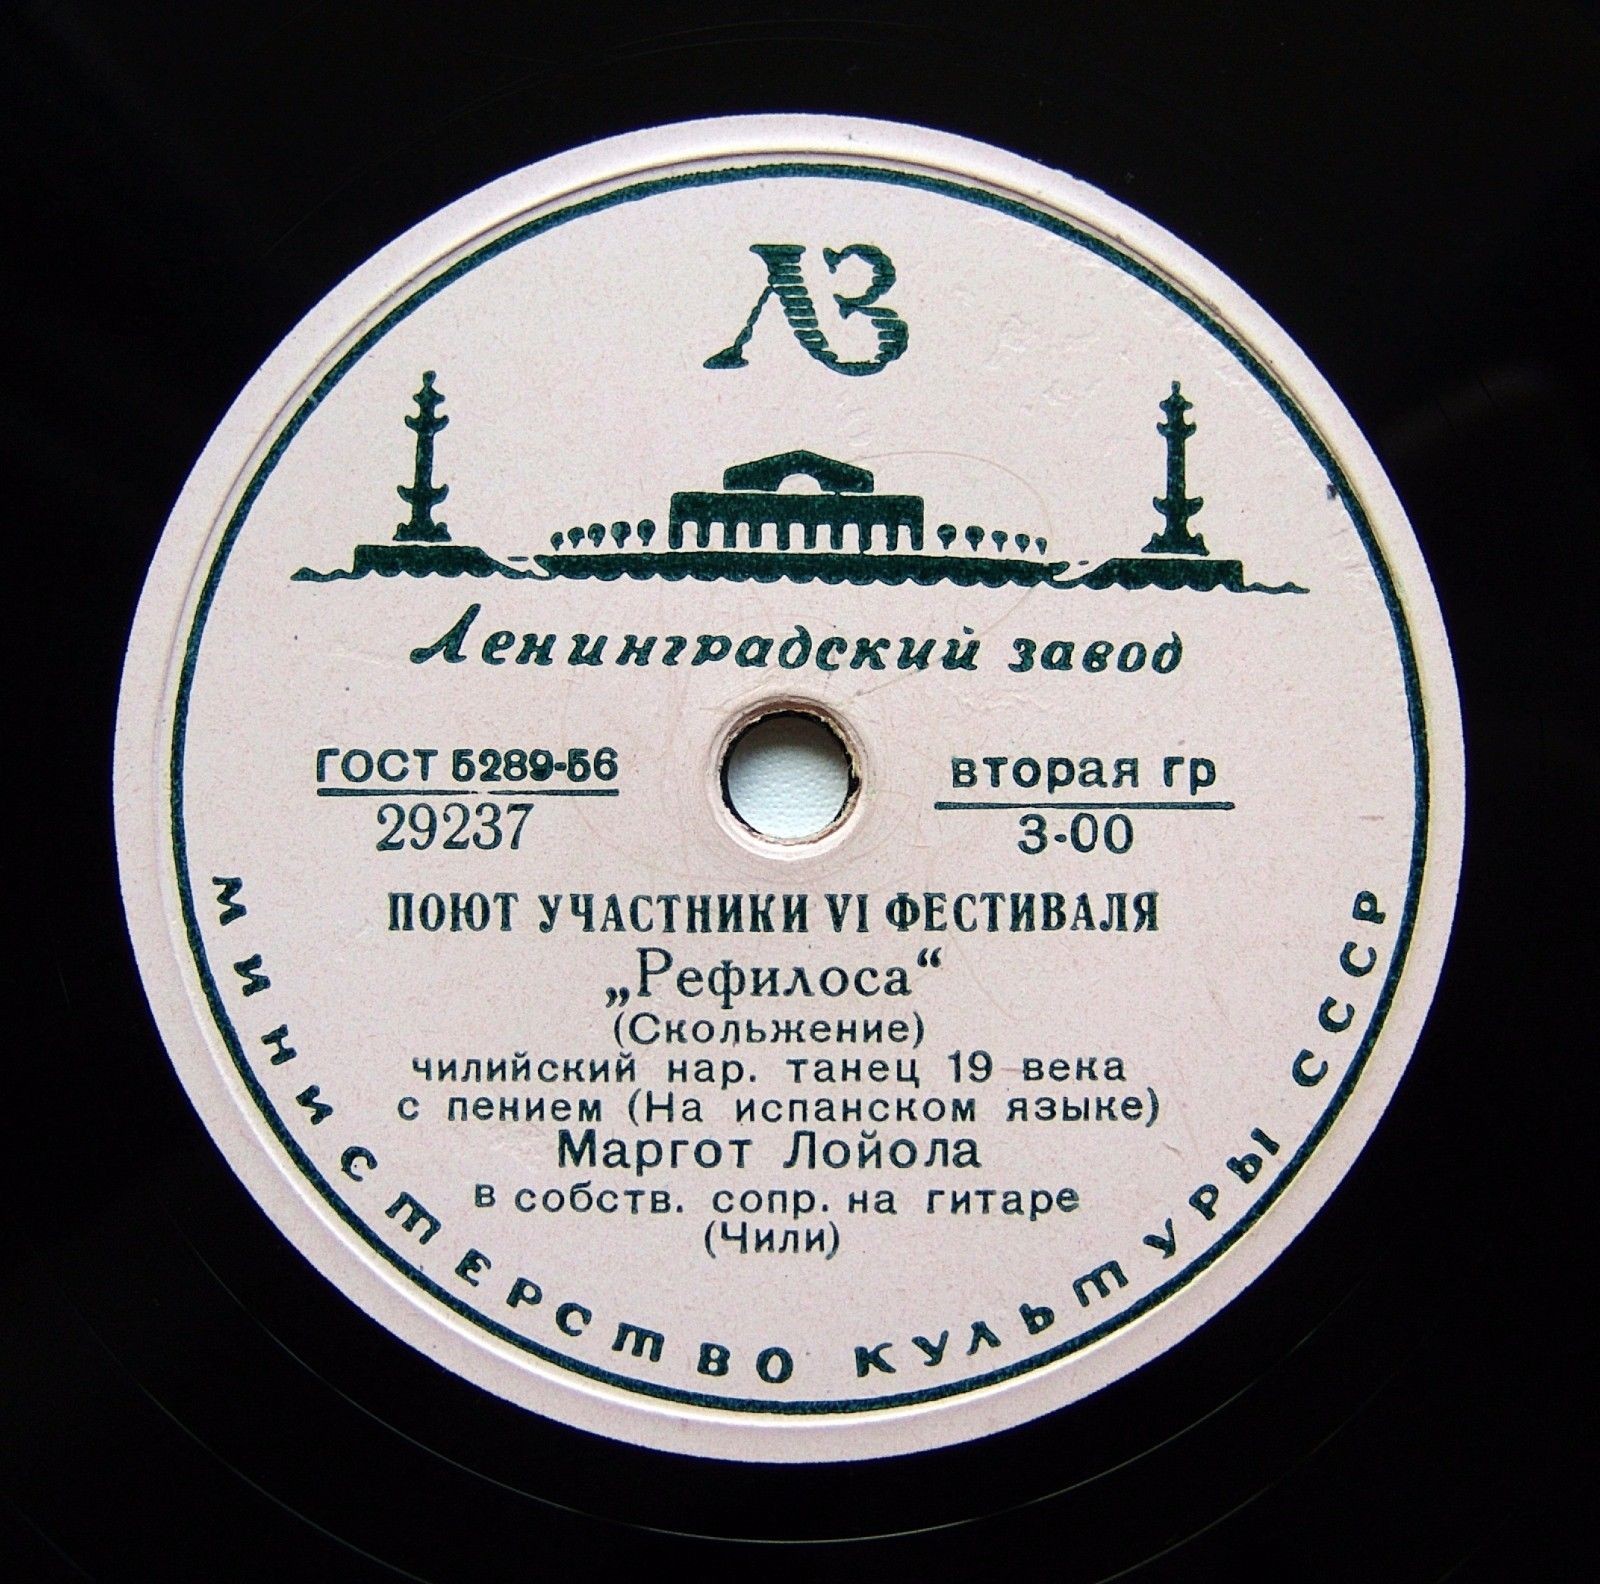 ЛЗ
Ленинградский завод
ГОСТ 5289-56
29237
вторая гр
3-00
ПОЮТ УЧАСТНИКИ VI ФЕСТИВАЛЯ
„Рефилоса“
(Скольжение)
чилийский нар. танец 19 века
с пением (На испанском языке)
Маргот Лойола
в собств. сопр. на гитаре
(Чили)
МИНИСТЕРСТВО КУЛЬТУРЫ СССР